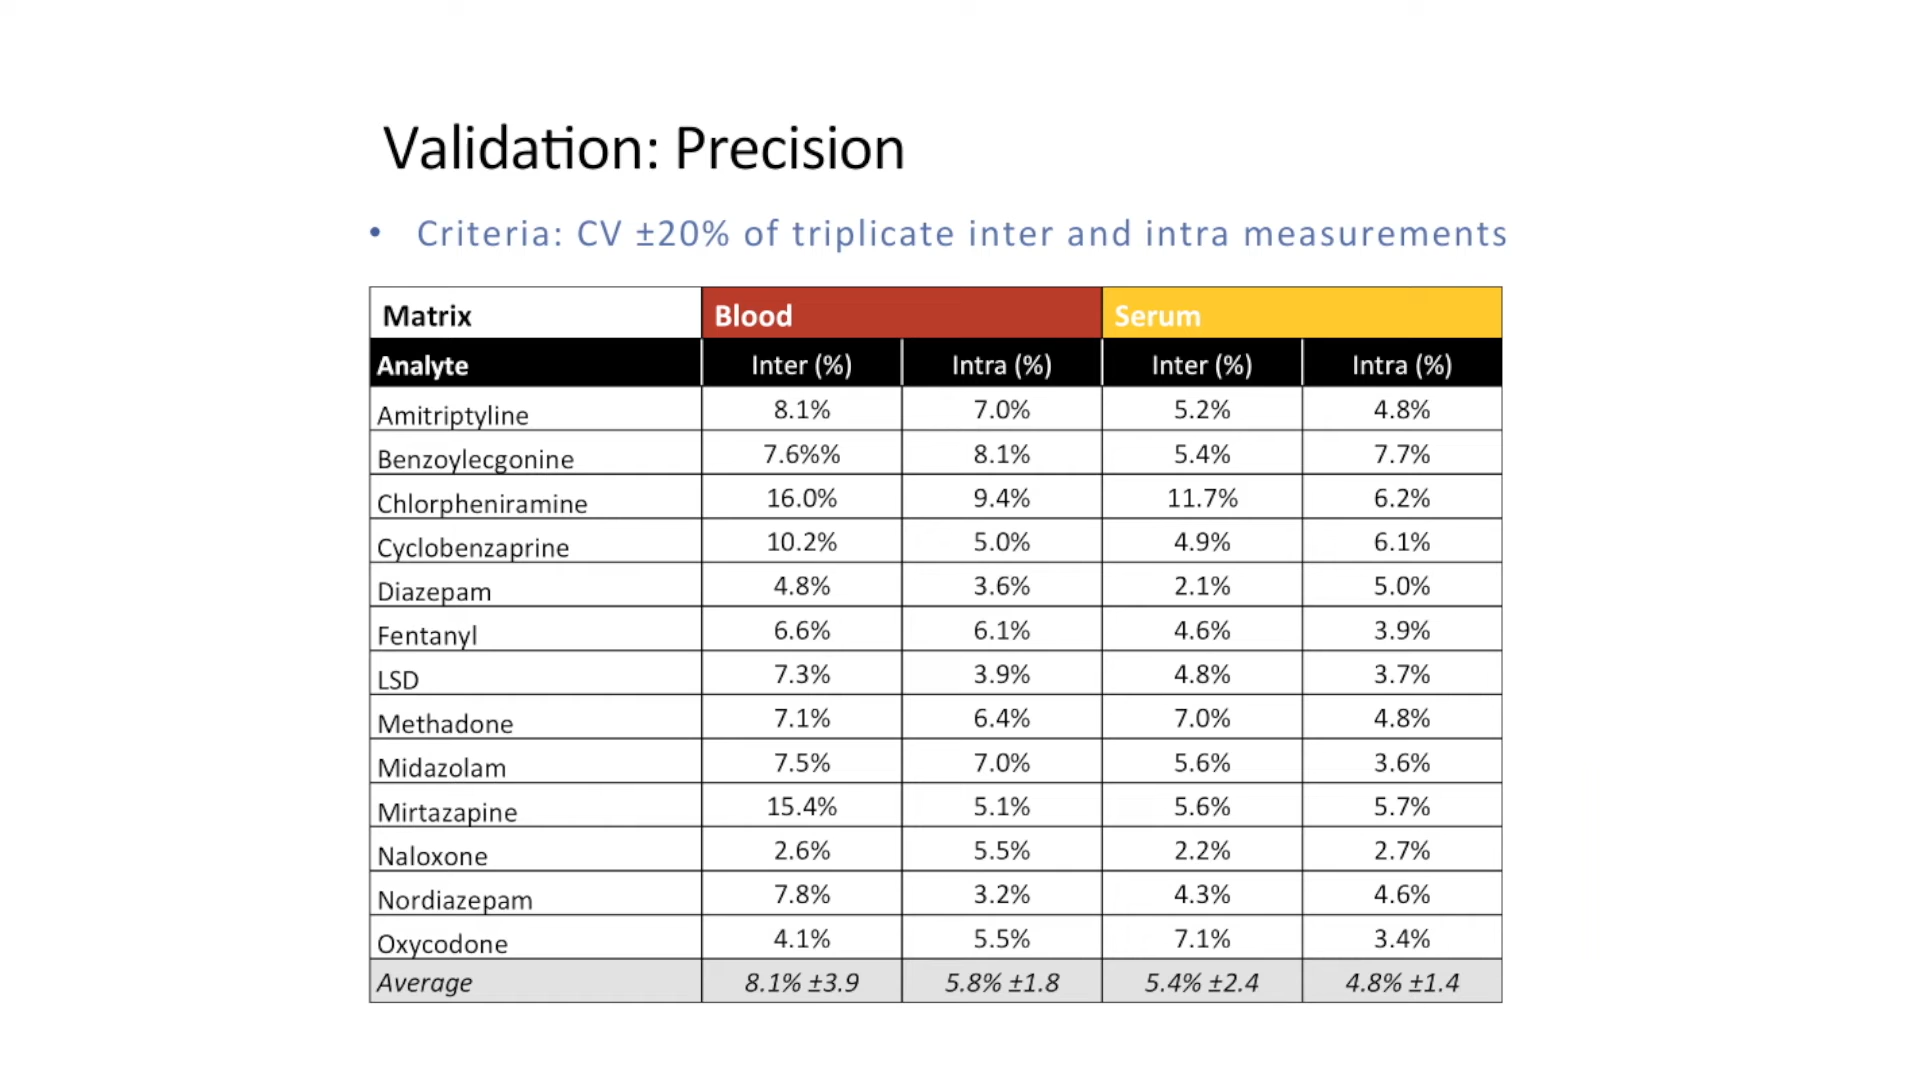 Validation: Precision
• Criteria: CV ±20% of triplicate inter and intra measurements
Matrix Blood Serum
Analyte Inter (%) Intra (%) Inter (%) Intra (%)
Amitriptyline 8.1% 7.0% 5.2% 4.8%
Benzoylecgonine 7.6%% 8.1% 5.4% 7.7%
Chlorpheniramine 16.0% 9.4% 11.7% 6.2%
Cyclobenzaprine 10.2% 5.0% 4.9% 6.1%
Diazepam 4.8% 3.6% 2.1% 5.0%
Fentanyl 6.6% 6.1% 4.6% 3.9%
LSD 7.3% 3.9% 4.8% 3.7%
Methadone 7.1% 6.4% 7.0% 4.8%
Midazolam 7.5% 7.0% 5.6% 3.6%
Mirtazapine 15.4% 5.1% 5.6% 5.7%
Naloxone 2.6% 5.5% 2.2% 2.7%
Nordiazepam 7.8% 3.2% 4.3% 4.6%
Oxycodone 4.1% 5.5% 7.1% 3.4%
Average 8.1% ±3.9 5.8% ±1.8 5.4% ±2.4 4.8% ±1.4